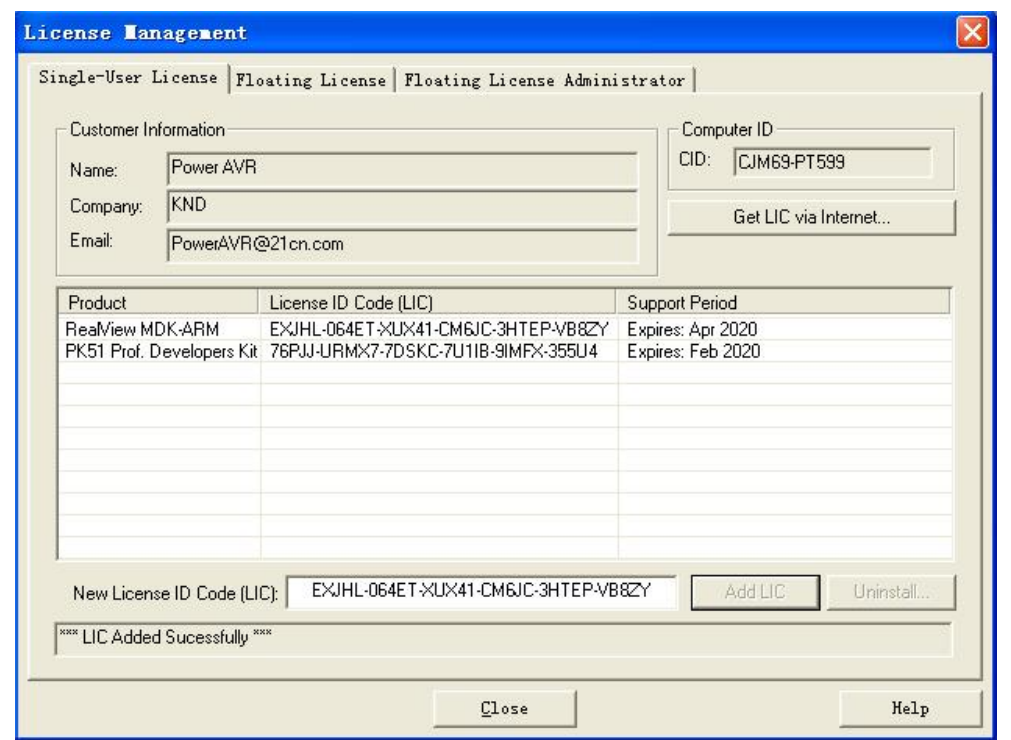 License Management
Single-User License Floating License Floating License Administrator
Customer Information
Name: Power AVR
Company: KND
Email: PowerAVR@21cn.com
Computer ID
CID: CJM69-PT599
Get LIC via Internet...
Product License ID Code (LIC) Support Period
RealView MDK-ARM EXJHL-064ET-XUX41-CM6JC-3HTEP-VB8ZY Expires: Apr 2020
PK51 Prof. Developers Kit 76PJJ-URMX7-7DSKC-7U1IB-9IMFX-355U4 Expires: Feb 2020
New License ID Code (LIC): EXJHL-064ET-XUX41-CM6JC-3HTEP-VB8ZY Add LIC Uninstall...
*** LIC Added Sucessfully ***
Close Help